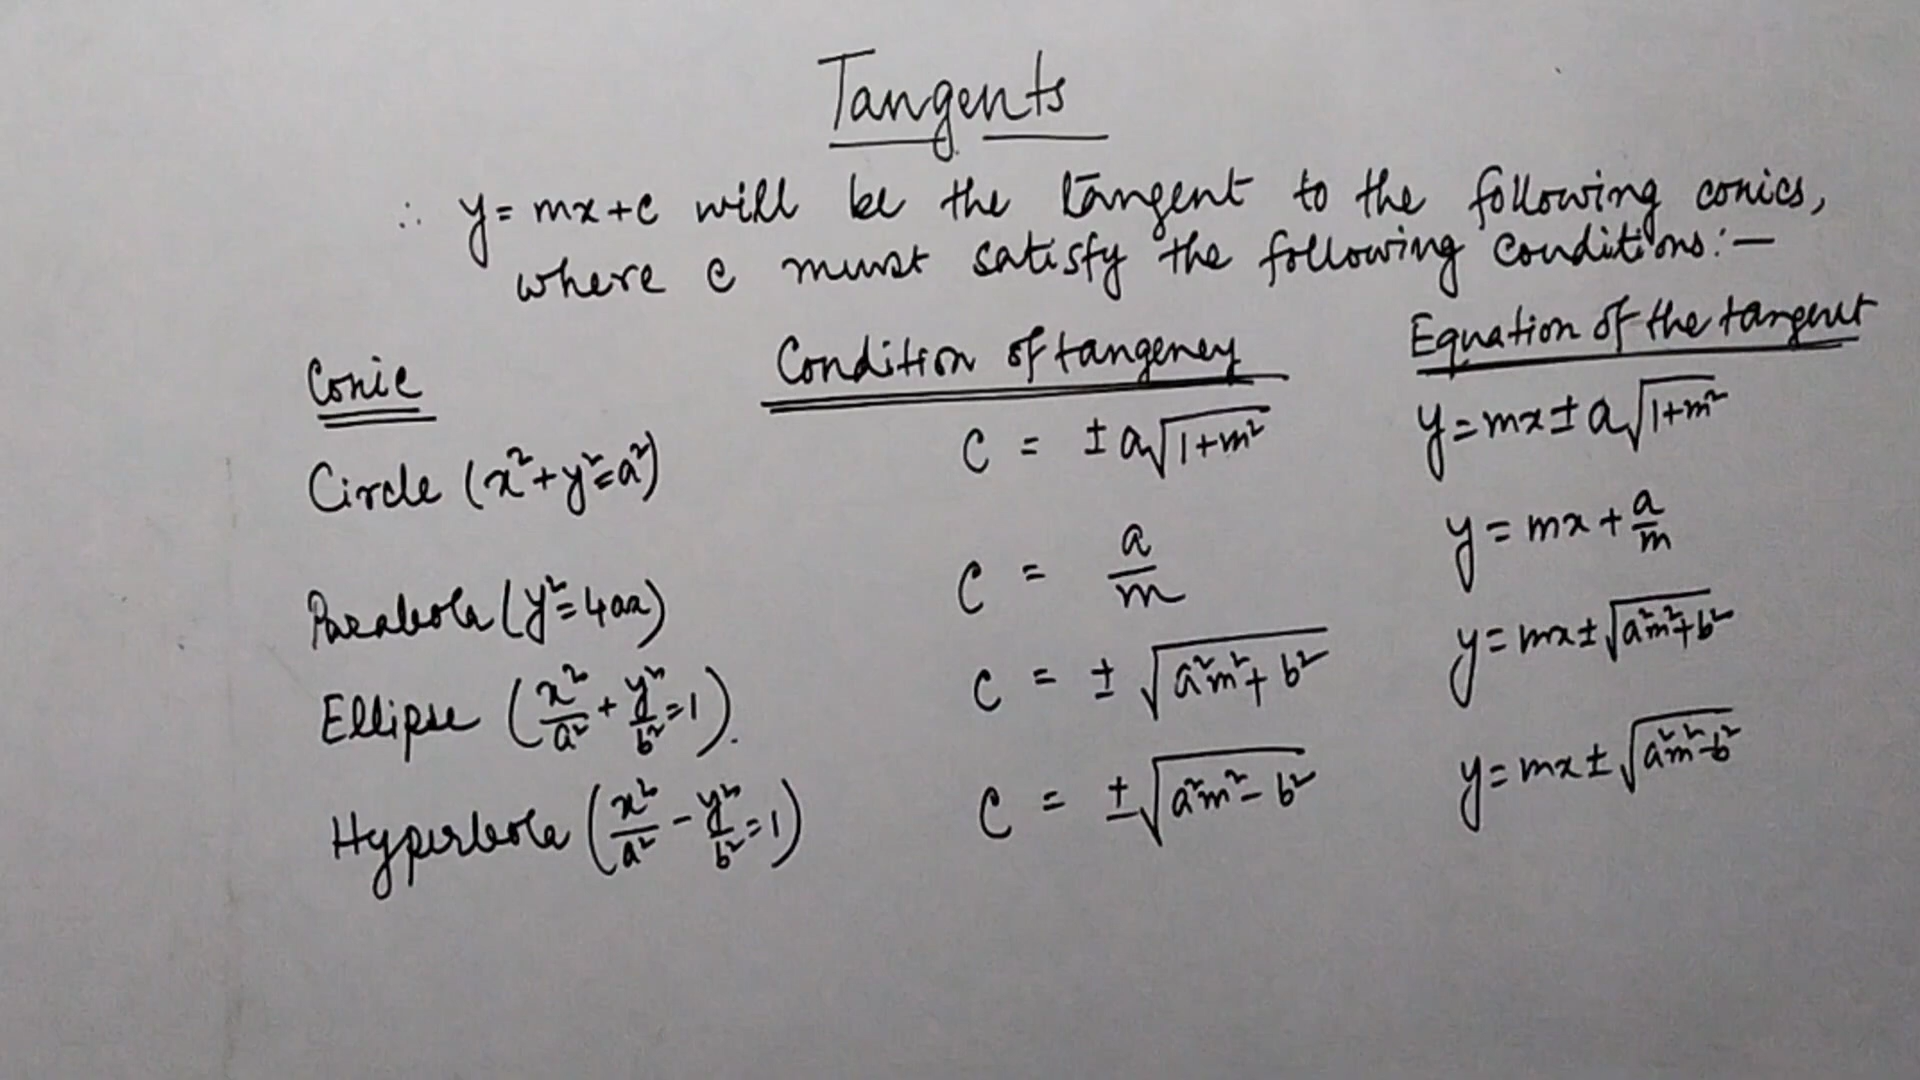 Tangents
∴ y = mx + c will be the tangent to the following conics,
where c must satisfy the following conditions:—
Conic    Condition of tangency    Equation of the tangent
Circle (x² + y² = a²)    C = ± a√(1+m²)    y = mx ± a√(1+m²)
Parabola (y² = 4ax)    C = a/m    y = mx + a/m
Ellipse (x²/a² + y²/b² = 1).    C = ± √(a²m² + b²)    y = mx ± √(a²m² + b²)
Hyperbola (x²/a² - y²/b² = 1)    C = ± √(a²m² - b²)    y = mx ± √(a²m² - b²)